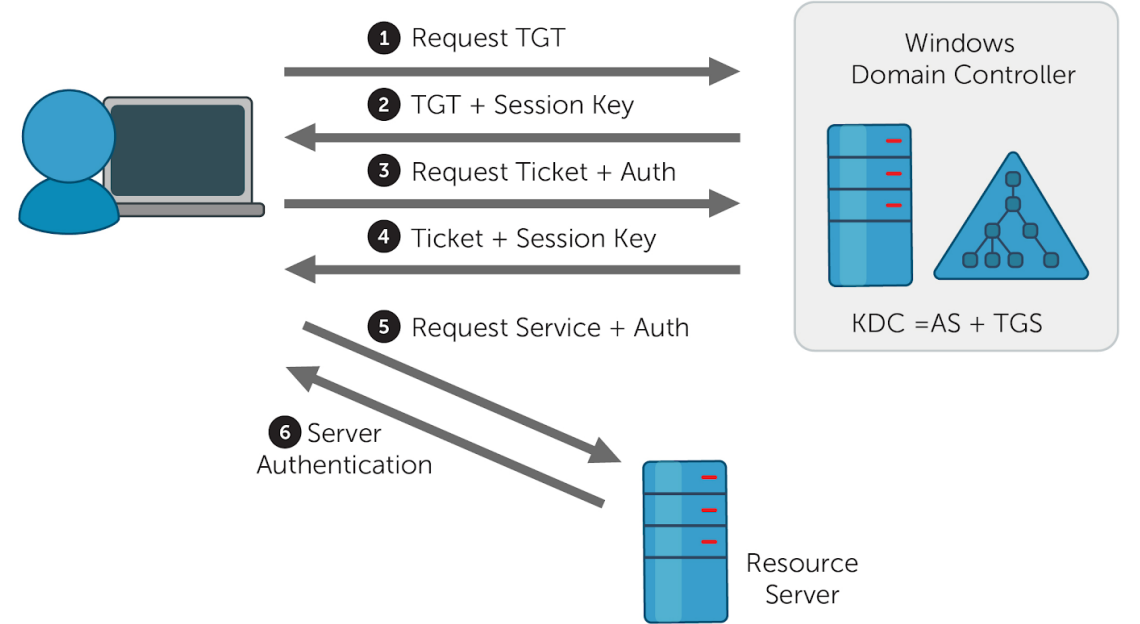 1 Request TGT
2 TGT + Session Key
3 Request Ticket + Auth
4 Ticket + Session Key
5 Request Service + Auth
6 Server
Authentication
Windows
Domain Controller
KDC =AS + TGS
Resource
Server